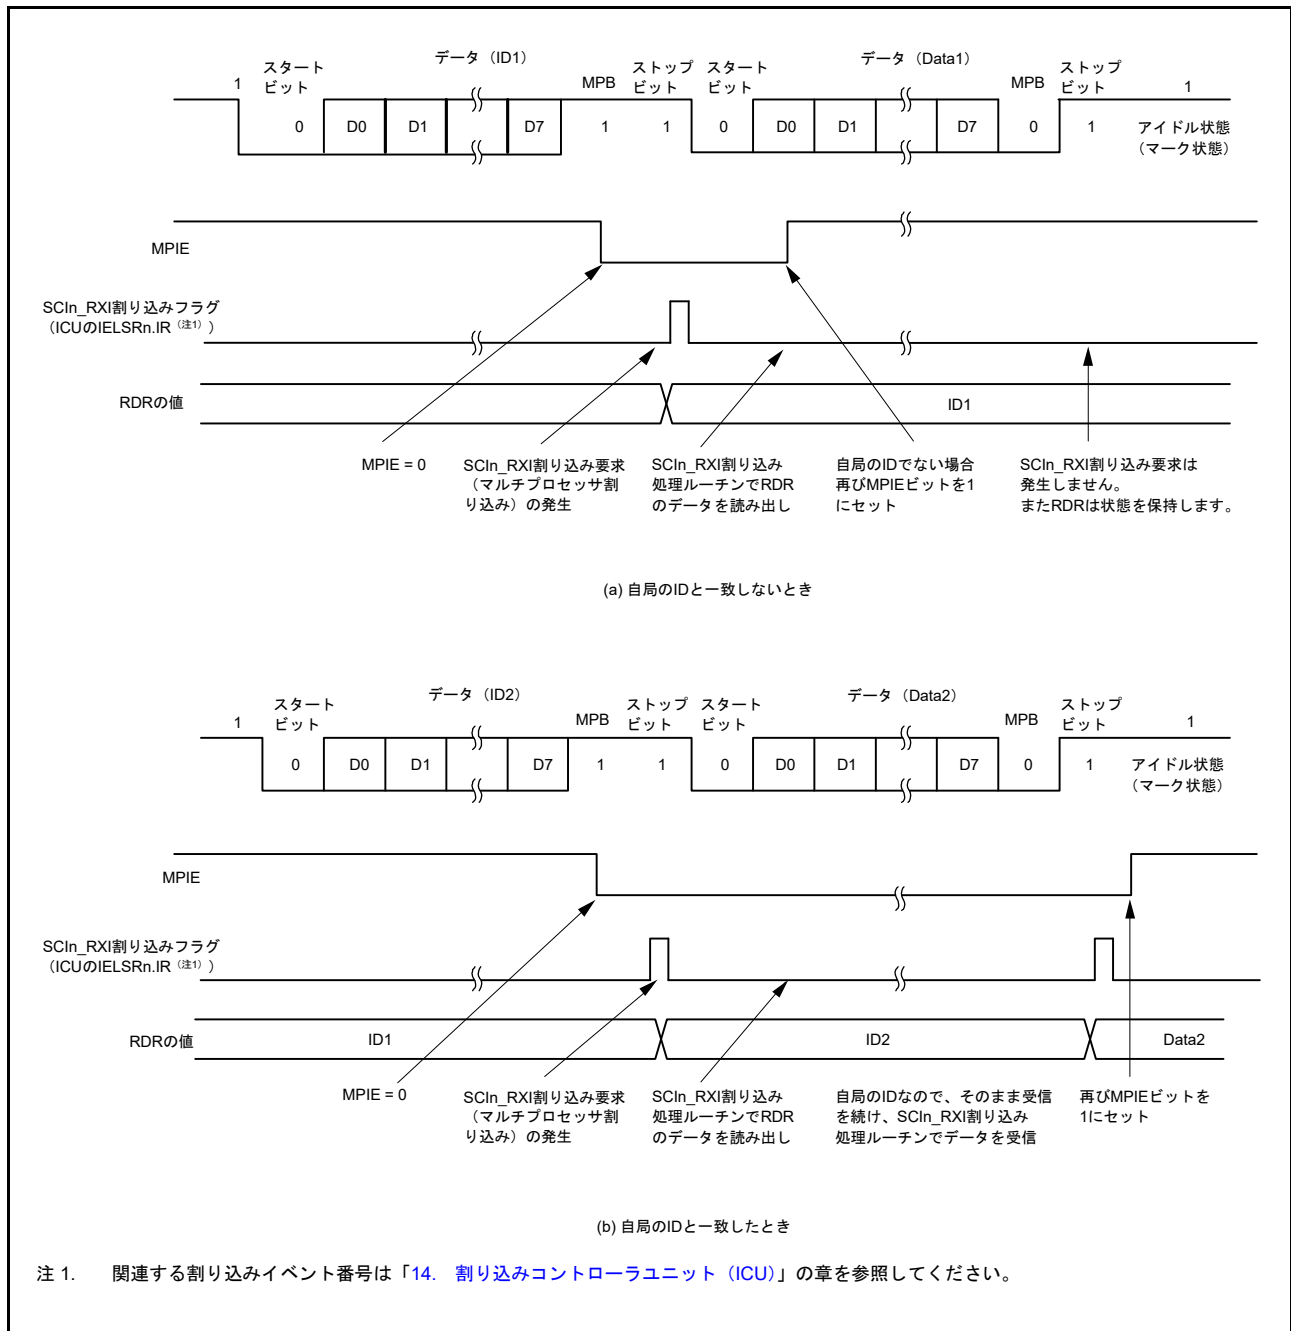 データ（ID1）
データ（Data1）
スタート
ビット
MPB
ストップ
ビット
スタート
ビット
MPB
ストップ
ビット
1
1
0
D0
D1
D7
1
1
0
D0
D1
D7
0
1
アイドル状態
（マーク状態）
MPIE
SCIn_RXI割り込みフラグ
（ICUのIELSRn.IR（注1））
RDRの値
ID1
MPIE = 0
SCIn_RXI割り込み要求
（マルチプロセッサ割
り込み）の発生
SCIn_RXI割り込み
処理ルーチンでRDR
のデータを読み出し
自局のIDでない場合
再びMPIEビットを1
にセット
SCIn_RXI割り込み要求は
発生しません。
またRDRは状態を保持します。
(a) 自局のIDと一致しないとき
データ（ID2）
データ（Data2）
1
スタート
ビット
MPB
ストップ
ビット
スタート
ビット
MPB
ストップ
ビット
1
0
D0
D1
D7
1
1
0
D0
D1
D7
0
1
アイドル状態
（マーク状態）
MPIE
SCIn_RXI割り込みフラグ
（ICUのIELSRn.IR（注1））
RDRの値
ID1
ID2
Data2
MPIE = 0
SCIn_RXI割り込み要求
（マルチプロセッサ割
り込み）の発生
SCIn_RXI割り込み
処理ルーチンでRDR
のデータを読み出し
自局のIDなので、そのまま受信
を続け、SCIn_RXI割り込み
処理ルーチンでデータを受信
再びMPIEビットを
1にセット
(b) 自局のIDと一致したとき
注 1. 関連する割り込みイベント番号は「14. 割り込みコントローラユニット（ICU）」の章を参照してください。